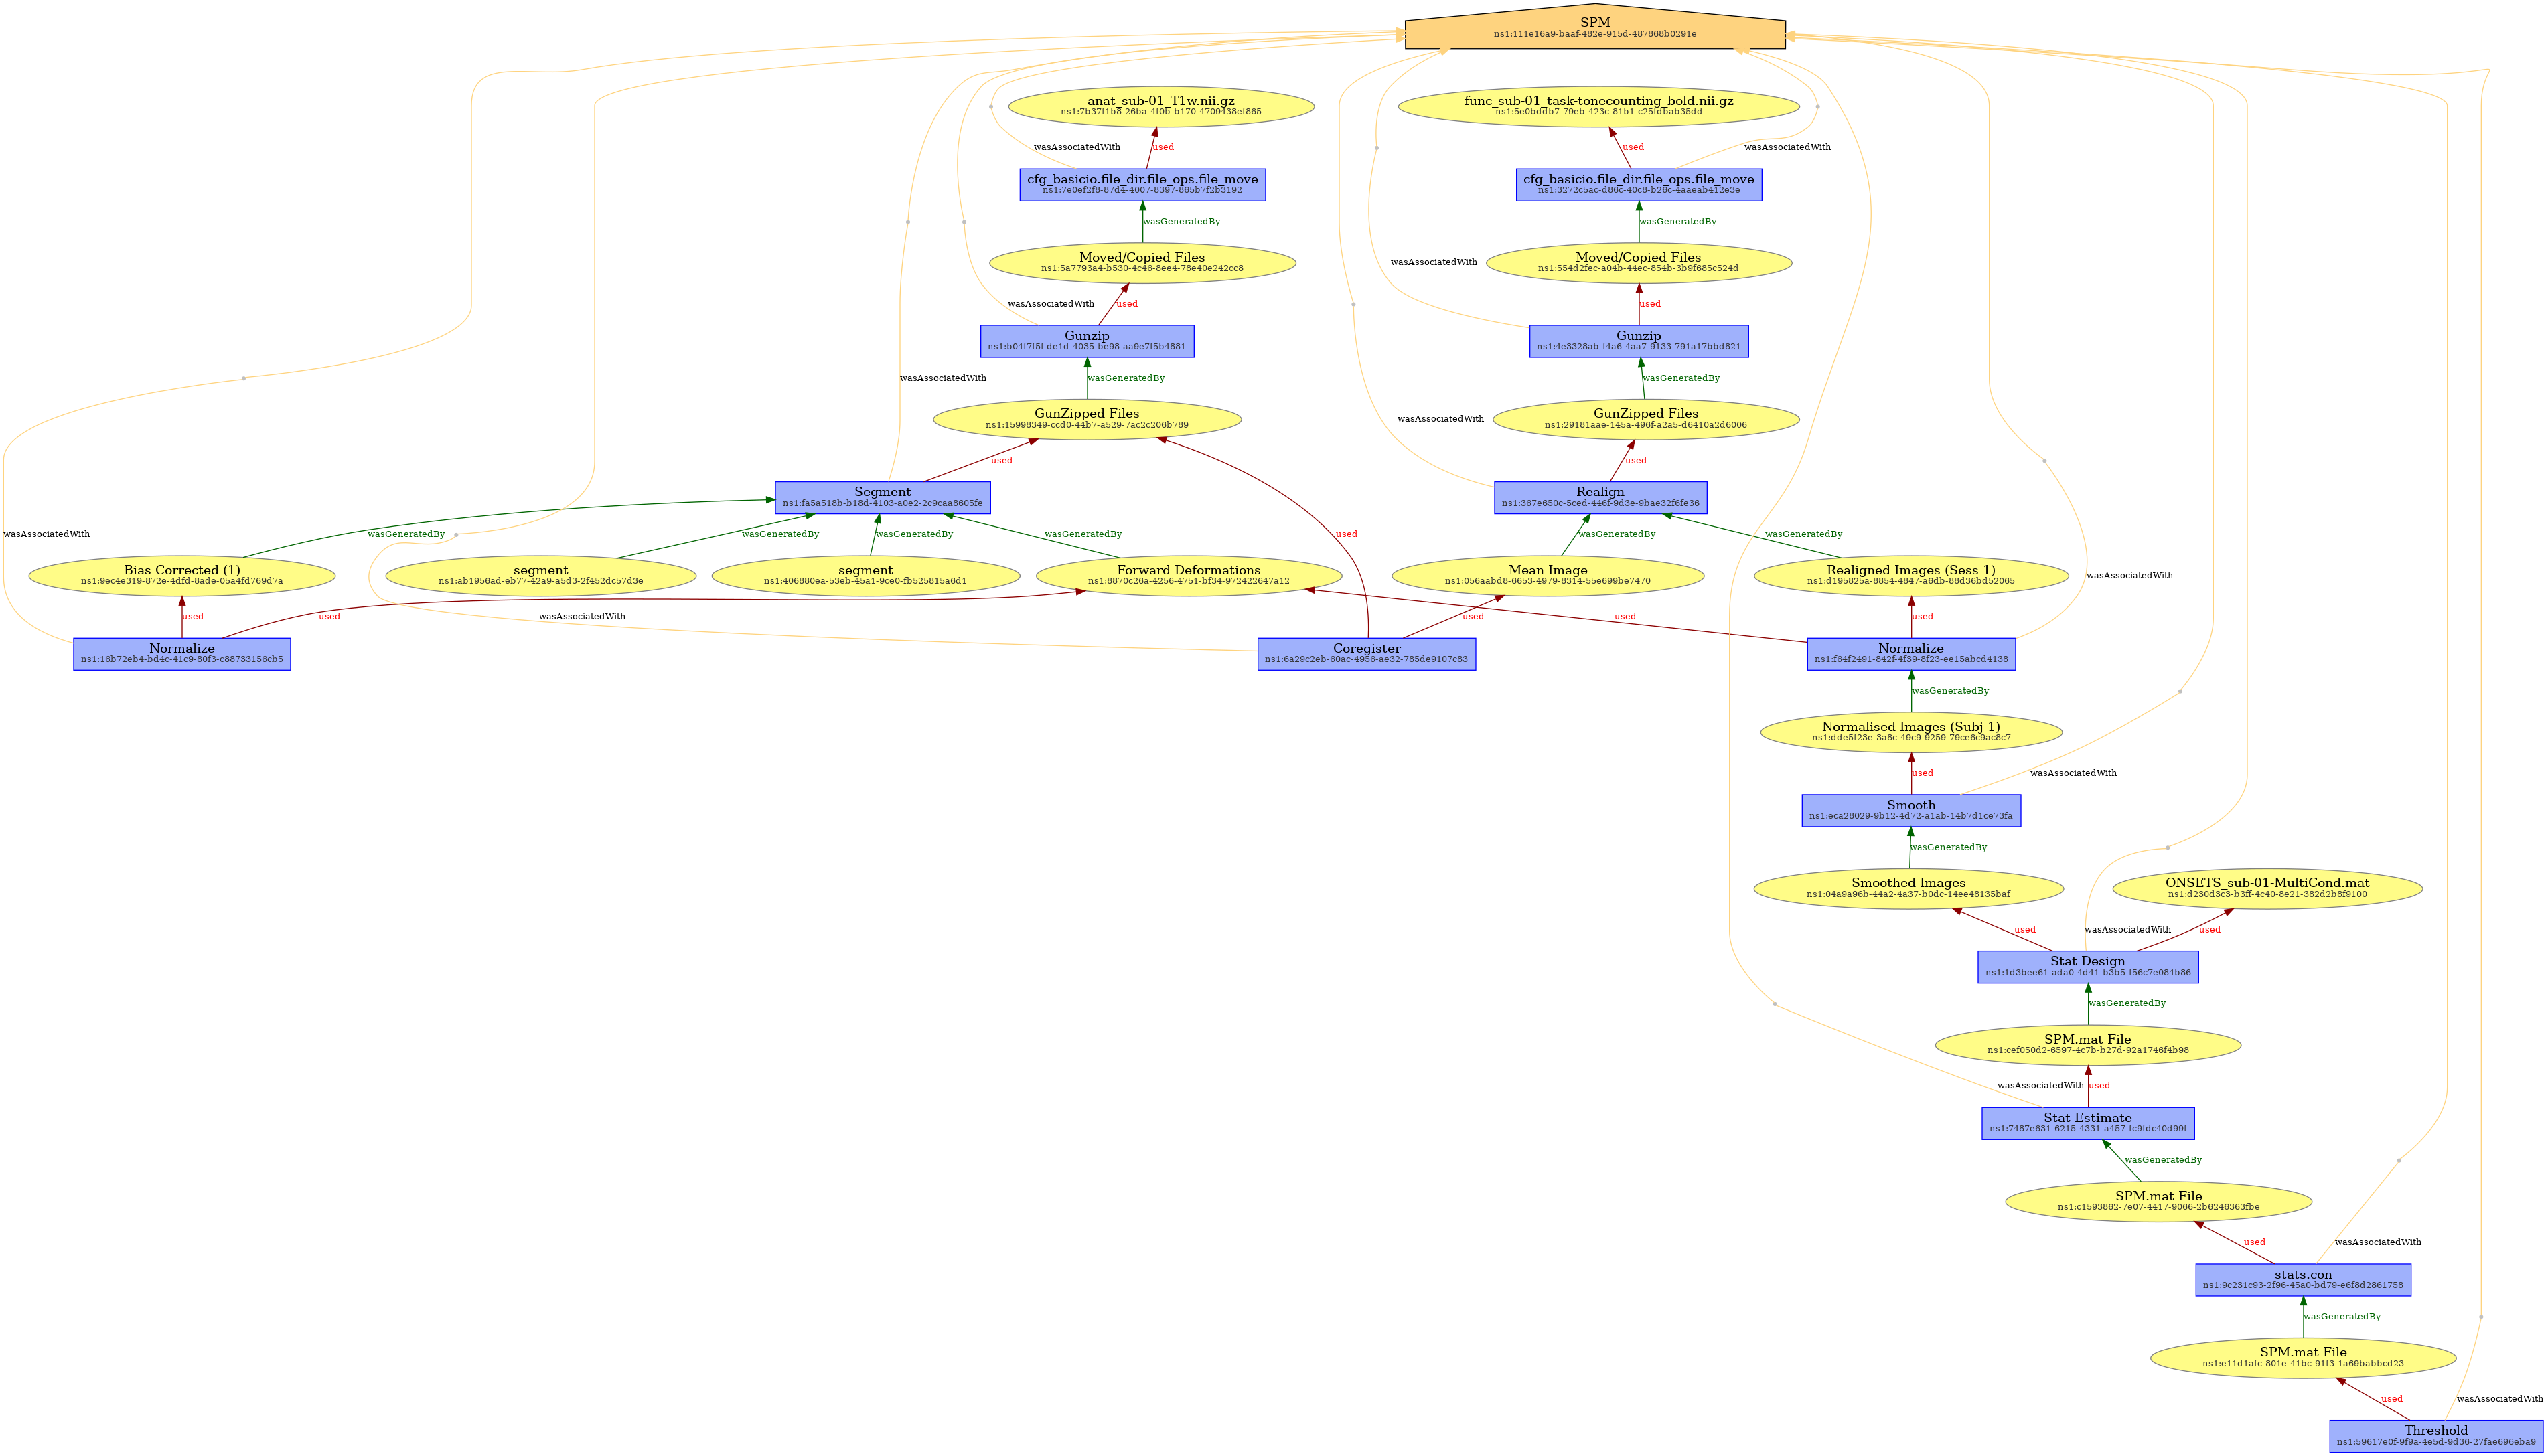 SPM
ns1:111e16a9-baaf-482e-915d-487868b0291e
anat_sub-01_T1w.nii.gz
ns1:7b37f1b8-26ba-4f0b-b170-4709438ef865
func_sub-01_task-tonecounting_bold.nii.gz
ns1:5e0bddb7-79eb-423c-81b1-c25fdbab35dd
wasAssociatedWith
used
used
wasAssociatedWith
cfg_basicio.file_dir.file_ops.file_move
ns1:7e0ef2f8-87d4-4007-8397-865b7f2b3192
cfg_basicio.file_dir.file_ops.file_move
ns1:3272c5ac-d86c-40c8-b26c-4aaeab412e3e
wasGeneratedBy
wasGeneratedBy
Moved/Copied Files
ns1:5a7793a4-b530-4c46-8ee4-78e40e242cc8
Moved/Copied Files
ns1:554d2fec-a04b-44ec-854b-3b9f685c524d
wasAssociatedWith
used
wasAssociatedWith
used
Gunzip
ns1:b04f7f5f-de1d-4035-be98-aa9e7f5b4881
Gunzip
ns1:4e3328ab-f4a6-4aa7-9133-791a17bbd821
wasAssociatedWith
wasGeneratedBy
wasGeneratedBy
GunZipped Files
ns1:15998349-ccd0-44b7-a529-7ac2c206b789
GunZipped Files
ns1:29181aae-145a-496f-a2a5-d6410a2d6006
wasAssociatedWith
used
used
Segment
ns1:fa5a518b-b18d-4103-a0e2-2c9caa8605fe
Realign
ns1:367e650c-5ced-446f-9d3e-9bae32f6fe36
wasAssociatedWith
wasGeneratedBy
wasGeneratedBy
wasGeneratedBy
wasGeneratedBy
used
wasGeneratedBy
wasGeneratedBy
Bias Corrected (1)
ns1:9ec4e319-872e-4dfd-8ade-05a4fd769d7a
segment
ns1:ab1956ad-eb77-42a9-a5d3-2f452dc57d3e
segment
ns1:406880ea-53eb-45a1-9ce0-fb525815a6d1
Forward Deformations
ns1:8870c26a-4256-4751-bf34-972422647a12
Mean Image
ns1:056aabd8-6653-4979-8314-55e699be7470
Realigned Images (Sess 1)
ns1:d195825a-8854-4847-a6db-88d36bd52065
wasAssociatedWith
used
used
wasAssociatedWith
used
used
used
Normalize
ns1:16b72eb4-bd4c-41c9-80f3-c88733156cb5
Coregister
ns1:6a29c2eb-60ac-4956-ae32-785de9107c83
Normalize
ns1:f64f2491-842f-4f39-8f23-ee15abcd4138
wasGeneratedBy
Normalised Images (Subj 1)
ns1:dde5f23e-3a8c-49c9-9259-79ce6c9ac8c7
used
wasAssociatedWith
Smooth
ns1:eca28029-9b12-4d72-a1ab-14b7d1ce73fa
wasGeneratedBy
Smoothed Images
ns1:04a9a96b-44a2-4a37-b0dc-14ee48135baf
ONSETS_sub-01-MultiCond.mat
ns1:d230d3c3-b3ff-4c40-8e21-382d2b8f9100
used
wasAssociatedWith
used
Stat Design
ns1:1d3bee61-ada0-4d41-b3b5-f56c7e084b86
wasGeneratedBy
SPM.mat File
ns1:cef050d2-6597-4c7b-b27d-92a1746f4b98
wasAssociatedWith
used
Stat Estimate
ns1:7487e631-6215-4331-a457-fc9fdc40d99f
wasGeneratedBy
SPM.mat File
ns1:c1593862-7e07-4417-9066-2b6246363fbe
used
wasAssociatedWith
stats.con
ns1:9c231c93-2f96-45a0-bd79-e6f8d2861758
wasGeneratedBy
SPM.mat File
ns1:e11d1afc-801e-41bc-91f3-1a69babbcd23
used
wasAssociatedWith
Threshold
ns1:59617e0f-9f9a-4e5d-9d36-27fae696eba9